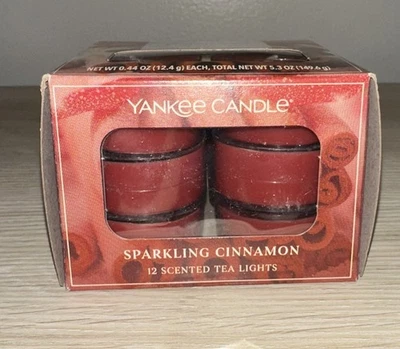 NET WT 0.44 OZ (12.4 g) EACH, TOTAL NET WT 5.3 OZ (149.6 g)
YANKEE CANDLE®
SPARKLING CINNAMON
12 SCENTED TEA LIGHTS